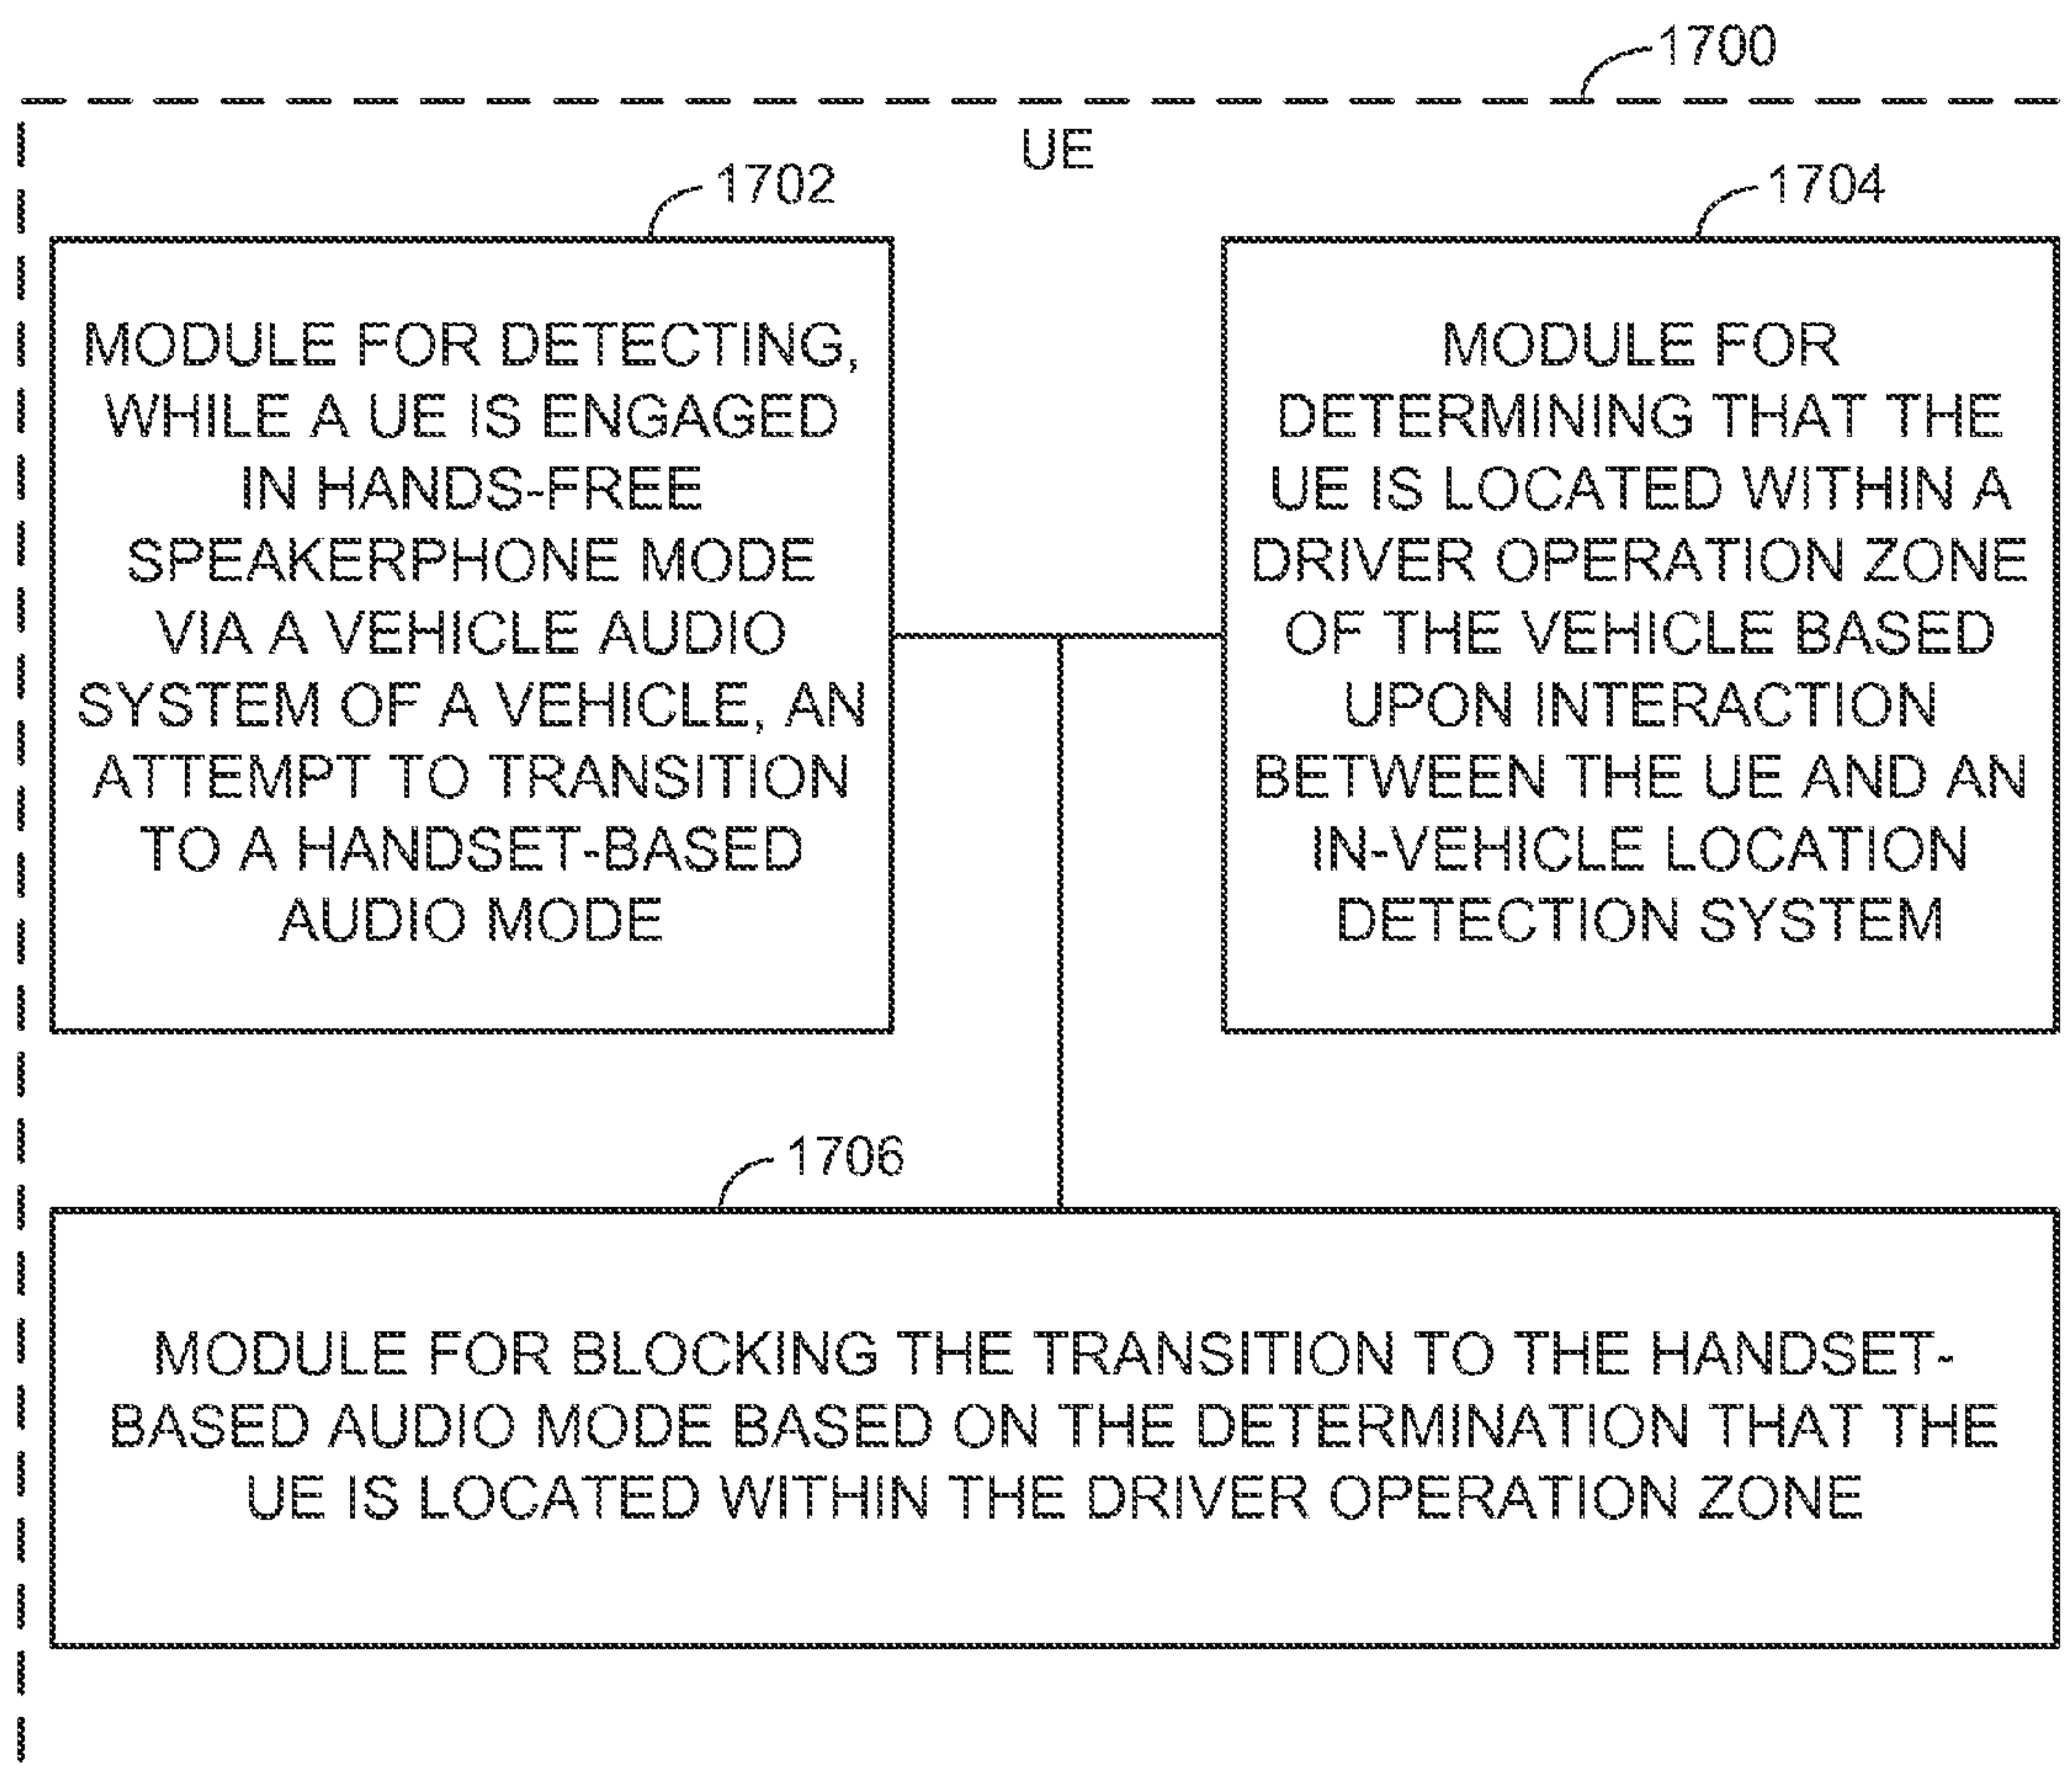 1700
UE
1702
MODULE FOR DETECTING,
WHILE A UE IS ENGAGED
IN HANDS-FREE
SPEAKERPHONE MODE
VIA A VEHICLE AUDIO
SYSTEM OF A VEHICLE, AN
ATTEMPT TO TRANSITION
TO A HANDSET-BASED
AUDIO MODE
1704
MODULE FOR
DETERMINING THAT THE
UE IS LOCATED WITHIN A
DRIVER OPERATION ZONE
OF THE VEHICLE BASED
UPON INTERACTION
BETWEEN THE UE AND AN
IN-VEHICLE LOCATION
DETECTION SYSTEM
1706
MODULE FOR BLOCKING THE TRANSITION TO THE HANDSET-
BASED AUDIO MODE BASED ON THE DETERMINATION THAT THE
UE IS LOCATED WITHIN THE DRIVER OPERATION ZONE